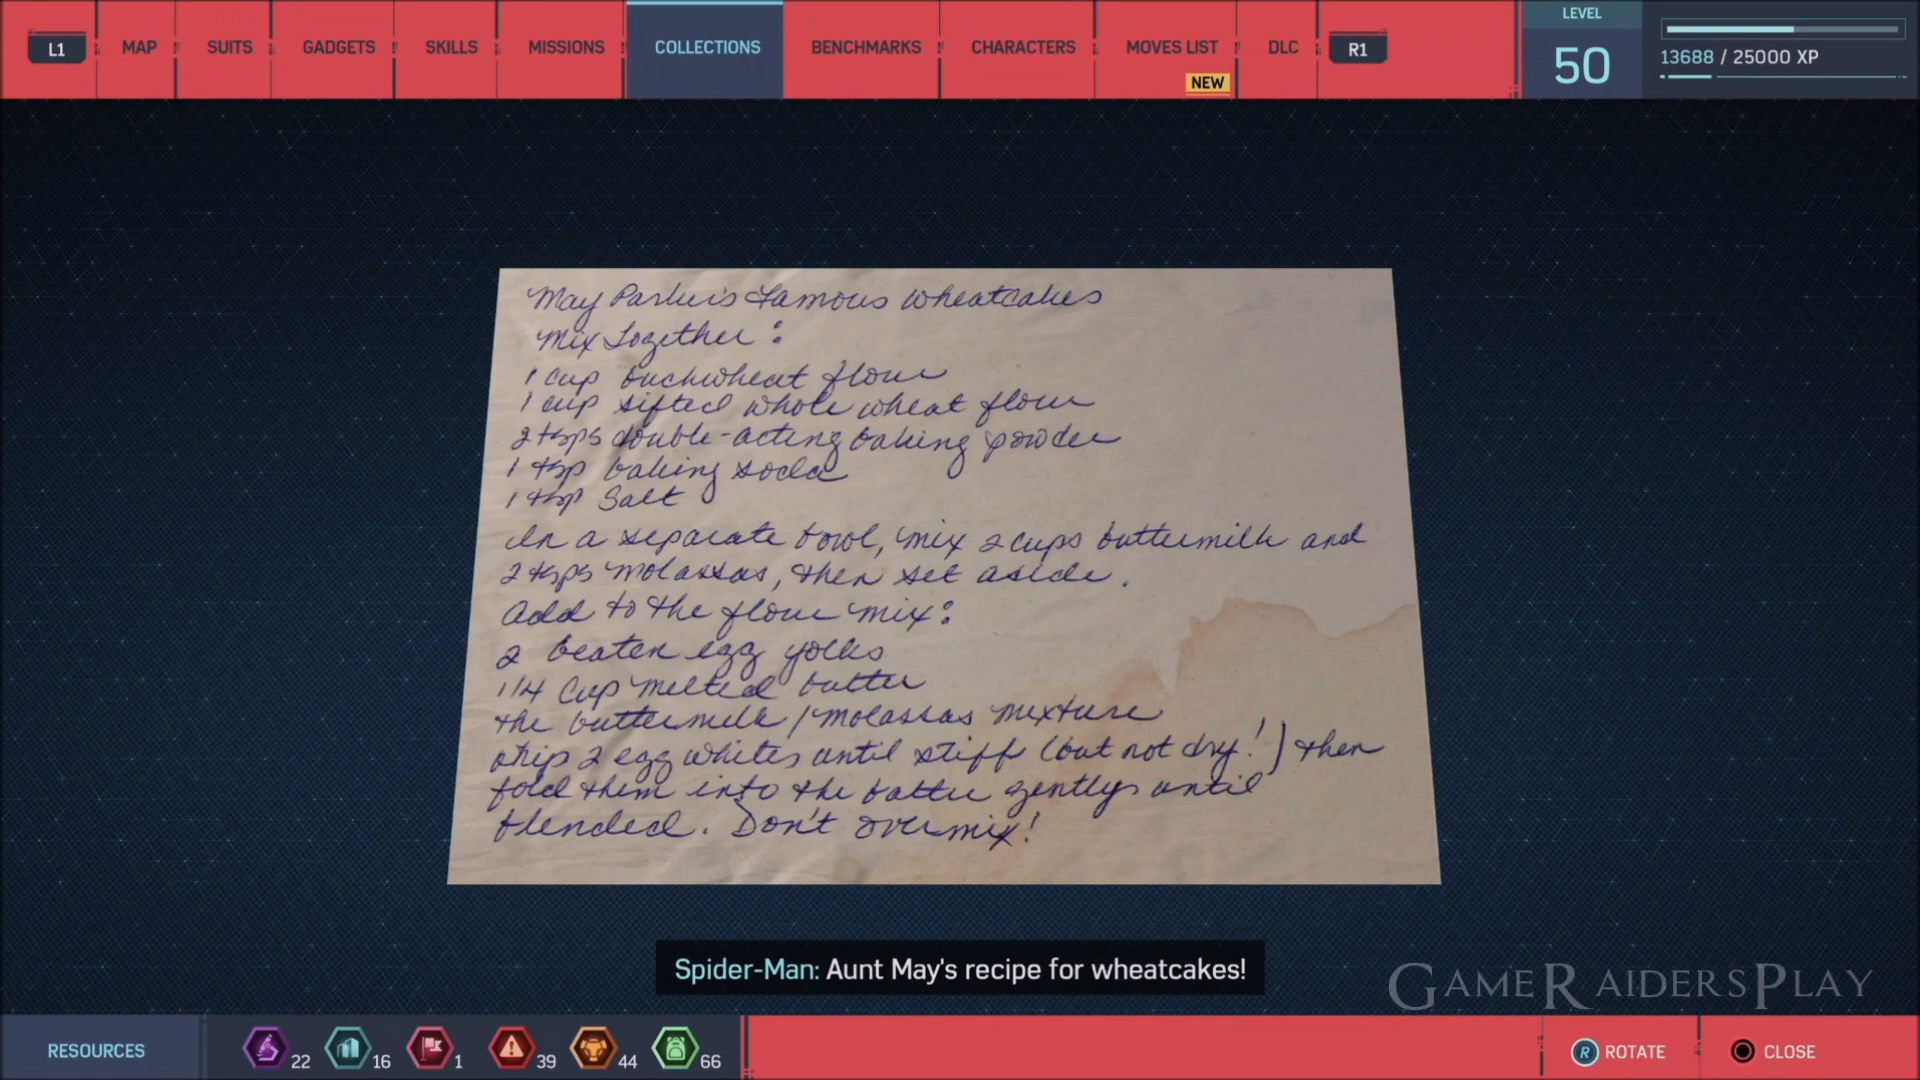 L1 MAP SUITS GADGETS SKILLS MISSIONS COLLECTIONS BENCHMARKS CHARACTERS MOVES LIST DLC R1
NEW
LEVEL
50
13688 / 25000 XP
May Parker's Famous Wheatcakes
Mix Together:
1 cup buckwheat flour
1 cup sifted whole wheat flour
2 tsps double-acting baking powder
1 tsp baking soda
1 tsp Salt
In a separate bowl, mix 2 cups buttermilk and
2 tsps molassas, then set aside.
Add to the flour mix:
2 beaten egg yolks
1/4 Cup melted butter
the buttermilk / molassas mixture
whip 2 egg whites until stiff (but not dry!) then
fold them into the batter gently until
blended. Don't overmix!
Spider-Man: Aunt May's recipe for wheatcakes!
GAMERAIDERSPLAY
RESOURCES 22 16 1 39 44 66
R ROTATE CLOSE